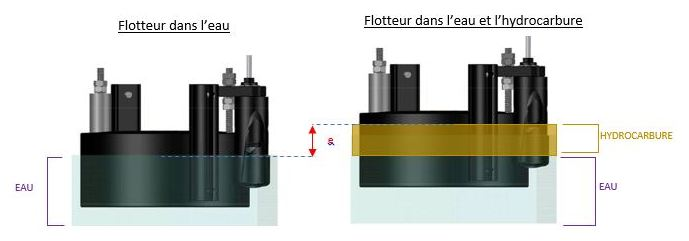 Flotteur dans l'eau
Flotteur dans l'eau et l'hydrocarbure
HYDROCARBURE
EAU
EAU